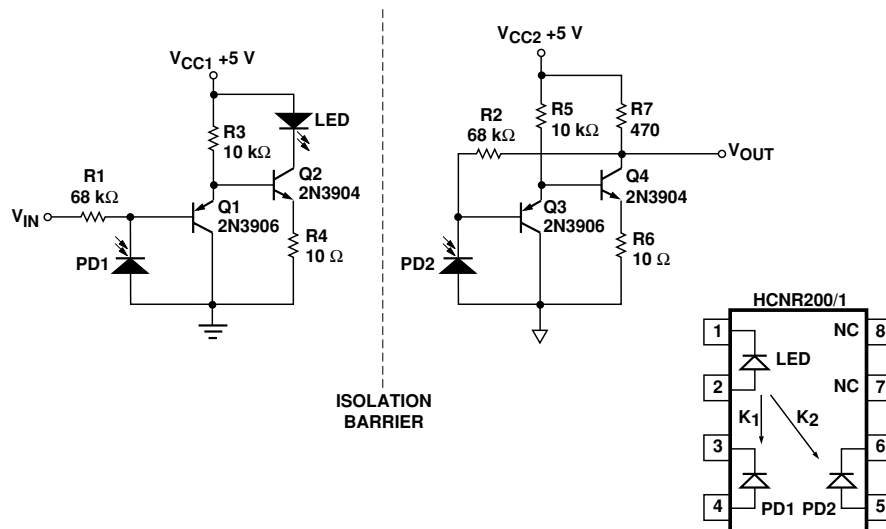 VCC1 +5 V
LED
R3
10 kΩ
R1
68 kΩ
VIN
Q1
2N3906
Q2
2N3904
R4
10 Ω
PD1
ISOLATION
BARRIER
VCC2 +5 V
R2
68 kΩ
R5
10 kΩ
R7
470
VOUT
Q4
2N3904
Q3
2N3906
R6
10 Ω
PD2
HCNR200/1
1
NC
8
LED
2
NC
7
K1
K2
3
6
4
PD1
PD2
5